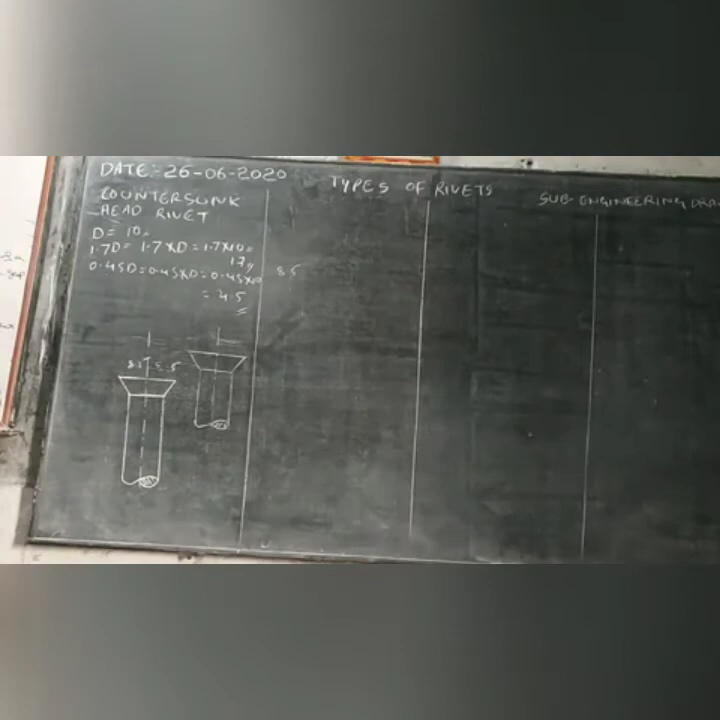 DATE:- 26-06-2020
TYPES OF RIVETS
SUB- ENGINEERING DRA
COUNTERSUNK
HEAD RIVET
D= 10
1.7D= 1.7×D = 1.7×10=
17
0.45D=0.45×D=0.45×10
8.5
= 4.5